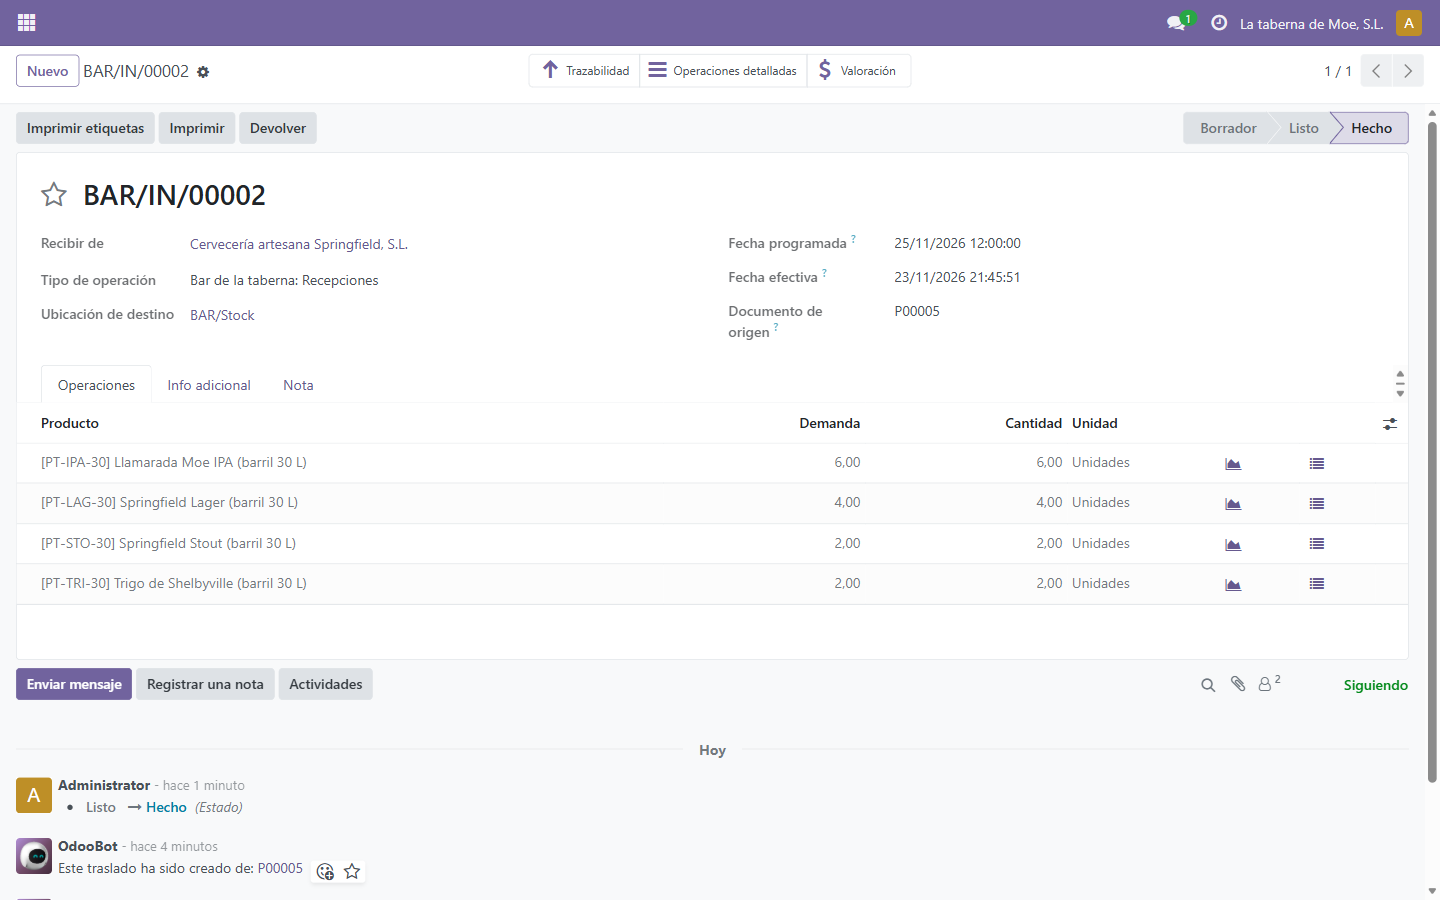 1
La taberna de Moe, S.L.
A
Nuevo
BAR/IN/00002
Trazabilidad
Operaciones detalladas
Valoración
1 / 1
Imprimir etiquetas
Imprimir
Devolver
Borrador
Listo
Hecho
BAR/IN/00002
Recibir de
Cervecería artesana Springfield, S.L.
Fecha programada ?
25/11/2026 12:00:00
Tipo de operación
Bar de la taberna: Recepciones
Fecha efectiva ?
23/11/2026 21:45:51
Ubicación de destino
BAR/Stock
Documento de origen ?
P00005
Operaciones
Info adicional
Nota
Producto Demanda Cantidad Unidad
[PT-IPA-30] Llamarada Moe IPA (barril 30 L) 6,00 6,00 Unidades
[PT-LAG-30] Springfield Lager (barril 30 L) 4,00 4,00 Unidades
[PT-STO-30] Springfield Stout (barril 30 L) 2,00 2,00 Unidades
[PT-TRI-30] Trigo de Shelbyville (barril 30 L) 2,00 2,00 Unidades
Enviar mensaje
Registrar una nota
Actividades
2
Siguiendo
Hoy
A
Administrator - hace 1 minuto
• Listo → Hecho (Estado)
OdooBot - hace 4 minutos
Este traslado ha sido creado de: P00005